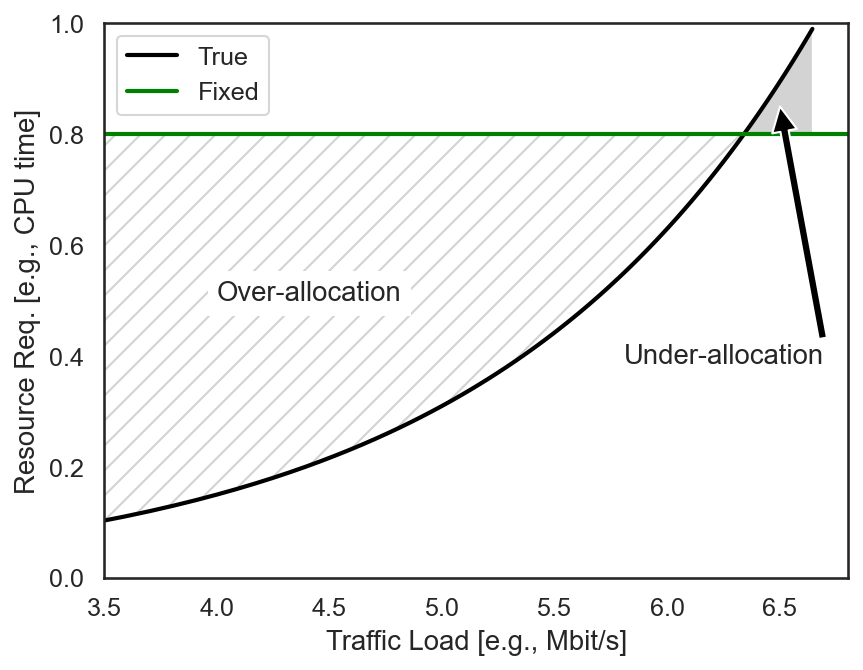 1.0
True
Fixed
0.8
0.6
Over-allocation
0.4
Under-allocation
0.2
0.0
Resource Req. [e.g., CPU time]
3.5 4.0 4.5 5.0 5.5 6.0 6.5
Traffic Load [e.g., Mbit/s]